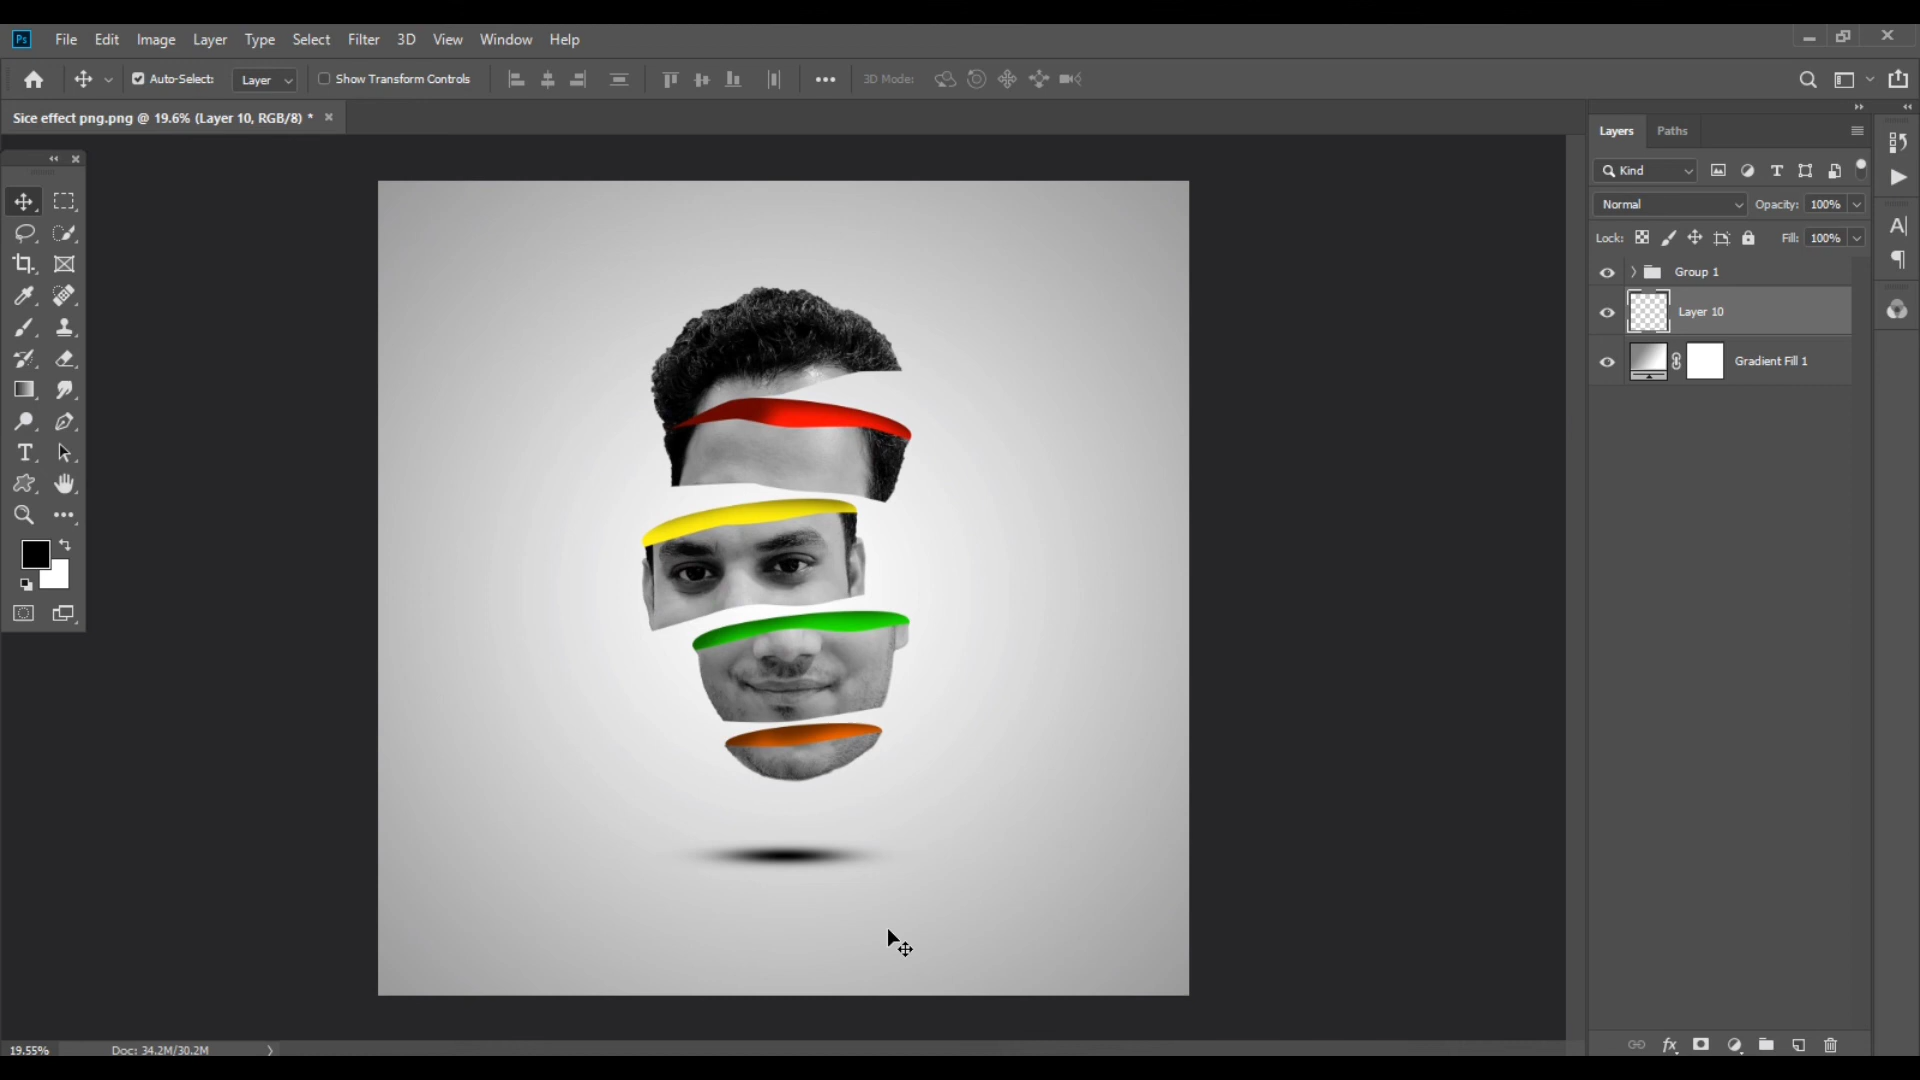 Ps File Edit Image Layer Type Select Filter 3D View Window Help
Auto-Select: Layer Show Transform Controls 3D Mode:
Sice effect png.png @ 19.6% (Layer 10, RGB/8) *
Layers Paths
Kind
Normal Opacity: 100%
Lock: Fill: 100%
Group 1
Layer 10
Gradient Fill 1
19.55% Doc: 34.2M/30.2M